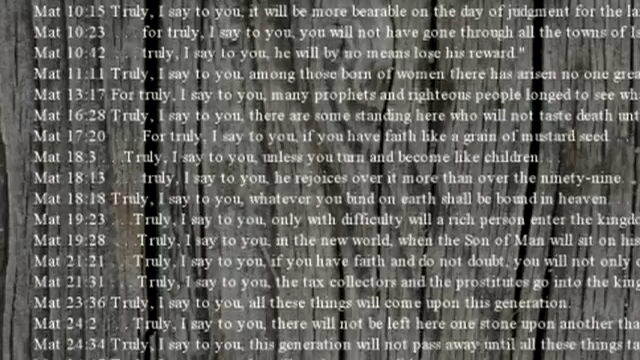 Mat 10:15 Truly, I say to you, it will be more bearable on the day of judgment for the la
Mat 10:23 ... for truly, I say to you, you will not have gone through all the towns of Is
Mat 10:42 ... truly, I say to you, he will by no means lose his reward."
Mat 11:11 Truly, I say to you, among those born of women there has arisen no one grea
Mat 13:17 For truly, I say to you, many prophets and righteous people longed to see wha
Mat 16:28 Truly, I say to you, there are some standing here who will not taste death unt
Mat 17:20 ... For truly, I say to you, if you have faith like a grain of mustard seed
Mat 18:3 ...Truly, I say to you, unless you turn and become like children...
Mat 18:13 ... truly, I say to you, he rejoices over it more than over the ninety-nine
Mat 18:18 Truly, I say to you, whatever you bind on earth shall be bound in heaven
Mat 19:23 ...Truly, I say to you, only with difficulty will a rich person enter the kingdo
Mat 19:28 ...Truly, I say to you, in the new world, when the Son of Man will sit on his
Mat 21:21 ...Truly, I say to you, if you have faith and do not doubt, you will not only d
Mat 21:31 ...Truly, I say to you, the tax collectors and the prostitutes go into the king
Mat 23:36 Truly, I say to you, all these things will come upon this generation.
Mat 24:2 ...Truly, I say to you, there will not be left here one stone upon another tha
Mat 24:34 Truly, I say to you, this generation will not pass away until all these things ta